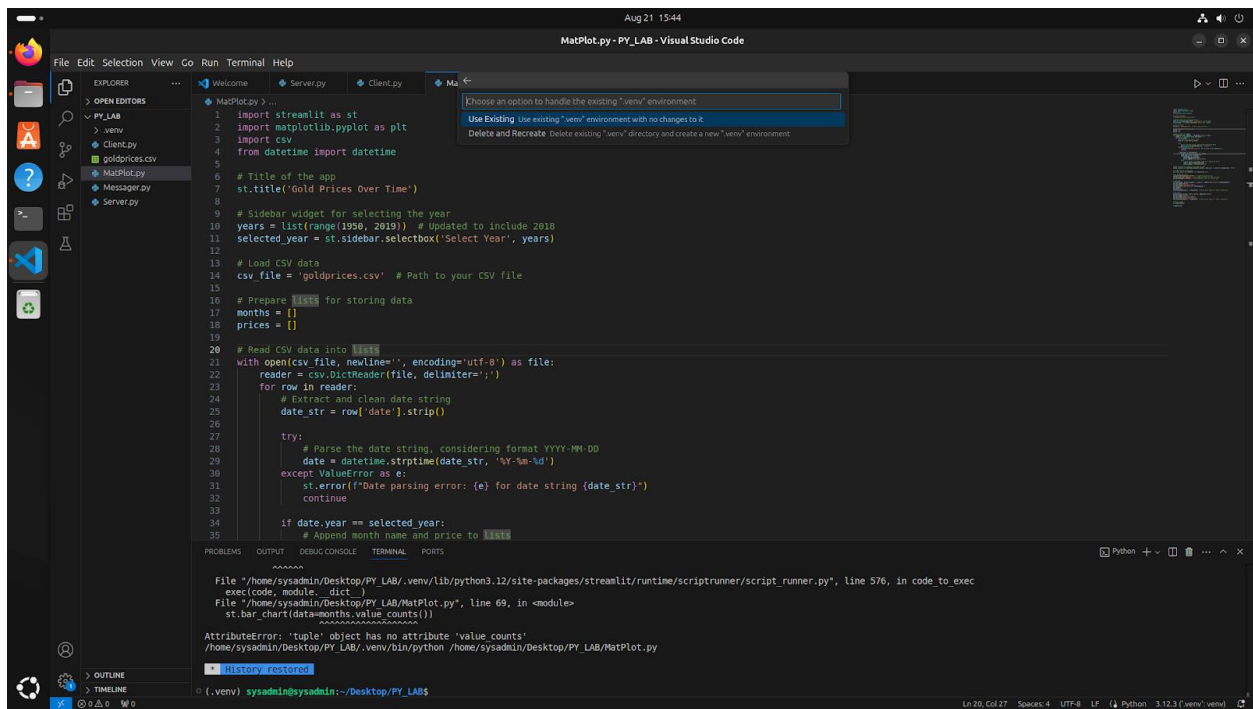 Aug 21 15:44
MatPlot.py - PY_LAB - Visual Studio Code
File Edit Selection View Go Run Terminal Help
EXPLORER
OPEN EDITORS
PY_LAB
.venv
Client.py
goldprices.csv
MatPlot.py
Messager.py
Server.py
OUTLINE
TIMELINE
Welcome Server.py Client.py Ma
Choose an option to handle the existing ".venv" environment
Use Existing Use existing ".venv" environment with no changes to it
Delete and Recreate Delete existing ".venv" directory and create a new ".venv" environment
MatPlot.py > ...
1 import streamlit as st
2 import matplotlib.pyplot as plt
3 import csv
4 from datetime import datetime
5
6 # Title of the app
7 st.title('Gold Prices Over Time')
8
9 # Sidebar widget for selecting the year
10 years = list(range(1950, 2019)) # Updated to include 2018
11 selected_year = st.sidebar.selectbox('Select Year', years)
12
13 # Load CSV data
14 csv_file = 'goldprices.csv' # Path to your CSV file
15
16 # Prepare lists for storing data
17 months = []
18 prices = []
19
20 # Read CSV data into lists
21 with open(csv_file, newline='', encoding='utf-8') as file:
22 reader = csv.DictReader(file, delimiter=';')
23 for row in reader:
24 # Extract and clean date string
25 date_str = row['date'].strip()
26
27 try:
28 # Parse the date string, considering format YYYY-MM-DD
29 date = datetime.strptime(date_str, '%Y-%m-%d')
30 except ValueError as e:
31 st.error(f"Date parsing error: {e} for date string {date_str}")
32 continue
33
34 if date.year == selected_year:
35 # Append month name and price to lists
PROBLEMS OUTPUT DEBUG CONSOLE TERMINAL PORTS
Python
^^^^^^
File "/home/sysadmin/Desktop/PY_LAB/.venv/lib/python3.12/site-packages/streamlit/runtime/scriptrunner/script_runner.py", line 576, in code_to_exec
exec(code, module.__dict__)
File "/home/sysadmin/Desktop/PY_LAB/MatPlot.py", line 69, in <module>
st.bar_chart(data=months.value_counts())
^^^^^^^^^^^^^^^^^^^
AttributeError: 'tuple' object has no attribute 'value_counts'
/home/sysadmin/Desktop/PY_LAB/.venv/bin/python /home/sysadmin/Desktop/PY_LAB/MatPlot.py
* History restored
(.venv) sysadmin@sysadmin:~/Desktop/PY_LAB$
0 0 0 Ln 20, Col 27 Spaces: 4 UTF-8 LF Python 3.12.3 ('.venv': venv)